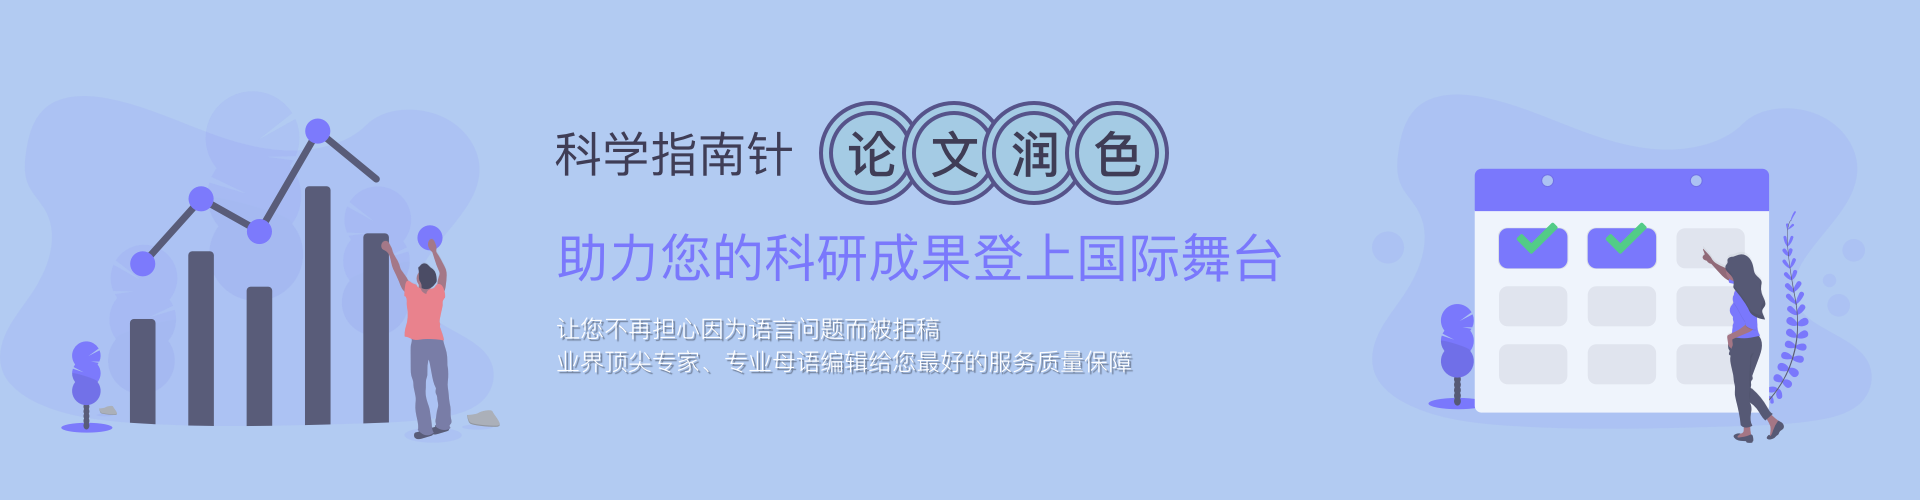 科学指南针 论文润色
助力您的科研成果登上国际舞台
让您不再担心因为语言问题而被拒稿
业界顶尖专家、专业母语编辑给您最好的服务质量保障